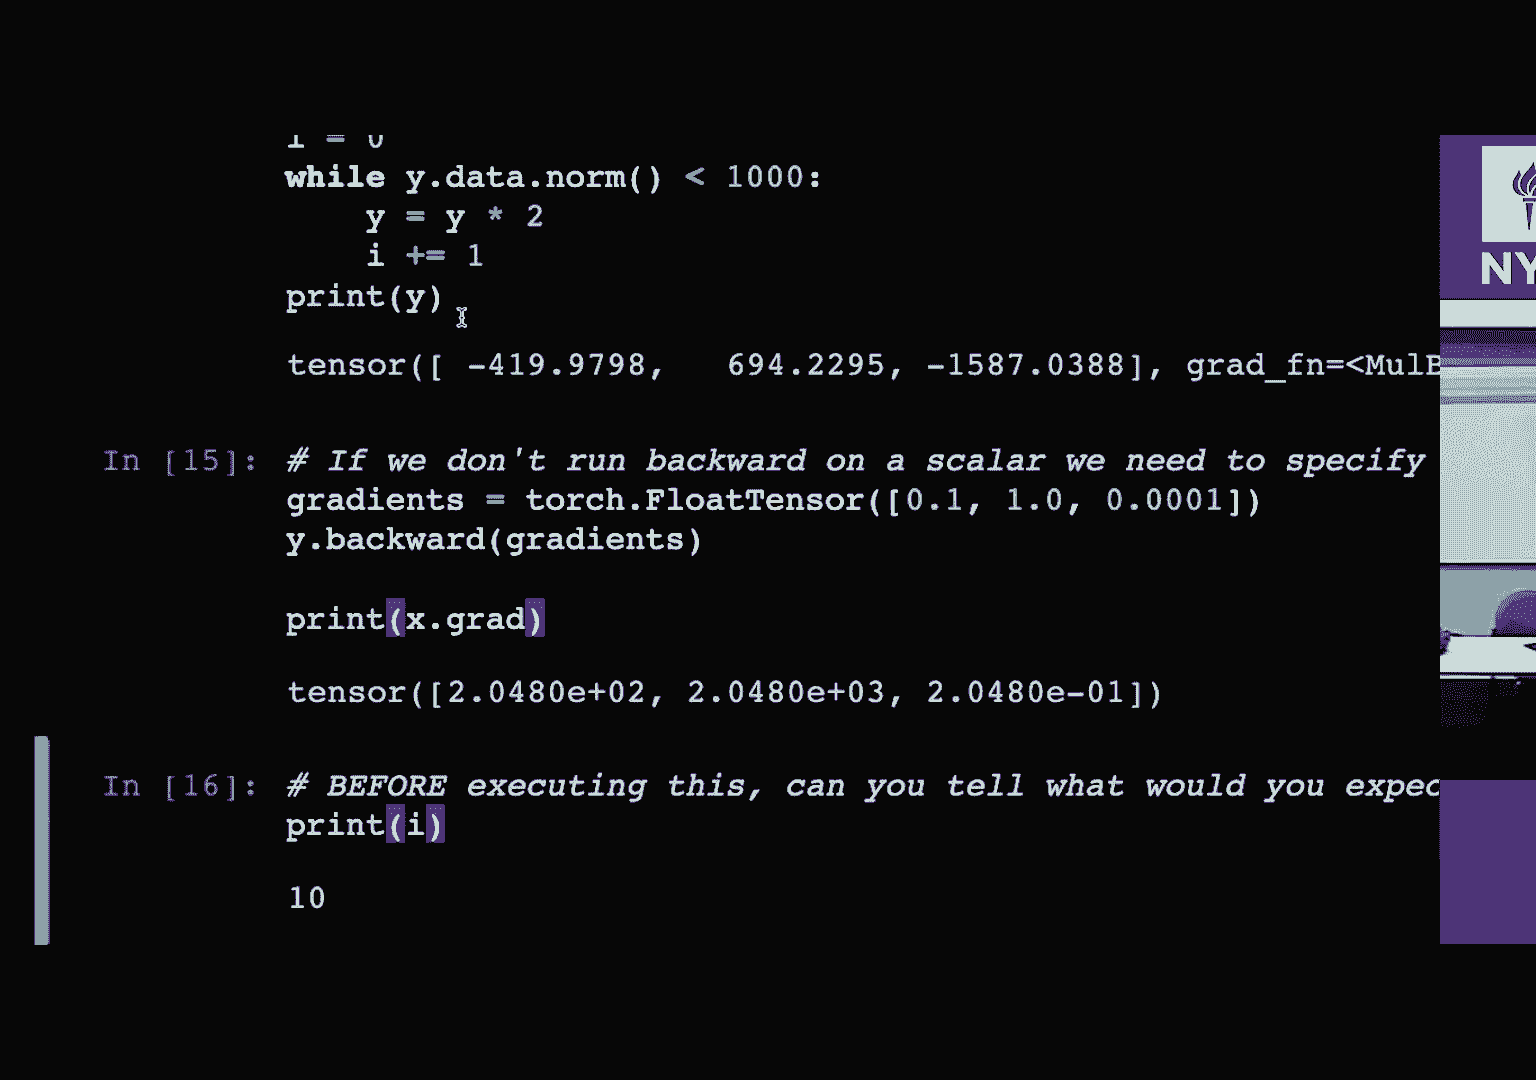 i = 0
while y.data.norm() < 1000:
    y = y * 2
    i += 1
print(y)
tensor([ -419.9798,   694.2295, -1587.0388], grad_fn=<MulB
In [15]: # If we don't run backward on a scalar we need to specify
gradients = torch.FloatTensor([0.1, 1.0, 0.0001])
y.backward(gradients)
print(x.grad)
tensor([2.0480e+02, 2.0480e+03, 2.0480e-01])
In [16]: # BEFORE executing this, can you tell what would you expec
print(i)
10
NY